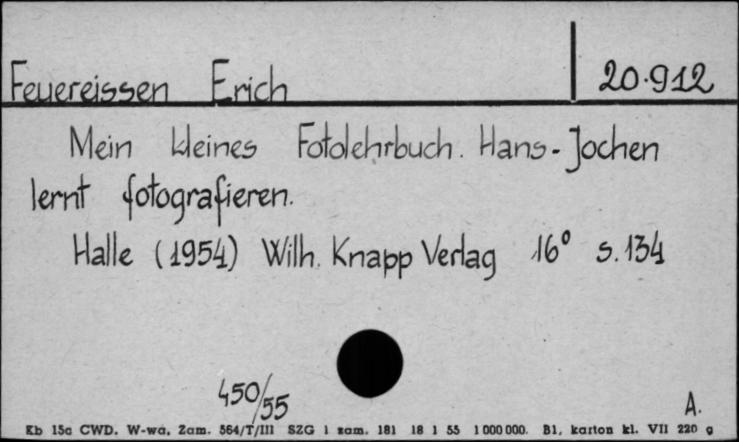 Feuereissen Erich 20.912
Mein kleines Fotolehrbuch. Hans-Jochen
lernt fotografieren.
Halle (1954) Wilh. Knapp Verlag 16° S.134
450/55
A.
Kb 15c CWD. W-wa, Zam. 564/T/III SZG 1 zam. 181 18 1 55 1 000 000. Bl. karton kl. VII 220 g